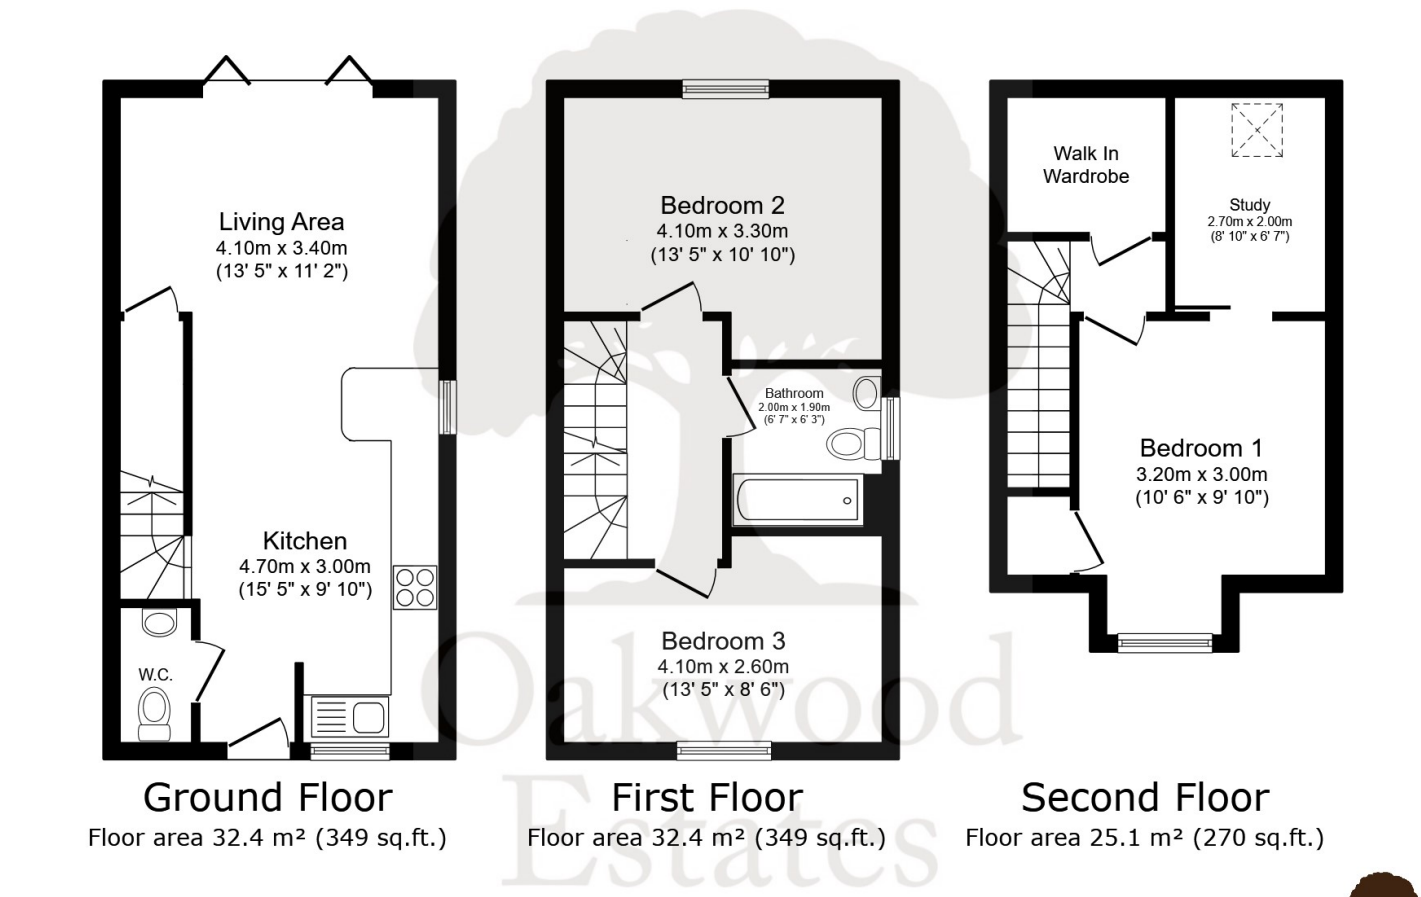 Living Area
4.10m x 3.40m
(13' 5" x 11' 2")
Kitchen
4.70m x 3.00m
(15' 5" x 9' 10")
W.C.
Ground Floor
Floor area 32.4 m² (349 sq.ft.)
Bedroom 2
4.10m x 3.30m
(13' 5" x 10' 10")
Bathroom
2.00m x 1.90m
(6' 7" x 6' 3")
Bedroom 3
4.10m x 2.60m
(13' 5" x 8' 6")
First Floor
Floor area 32.4 m² (349 sq.ft.)
Walk In
Wardrobe
Study
2.70m x 2.00m
(8' 10" x 6' 7")
Bedroom 1
3.20m x 3.00m
(10' 6" x 9' 10")
Second Floor
Floor area 25.1 m² (270 sq.ft.)
Oakwood
Estates